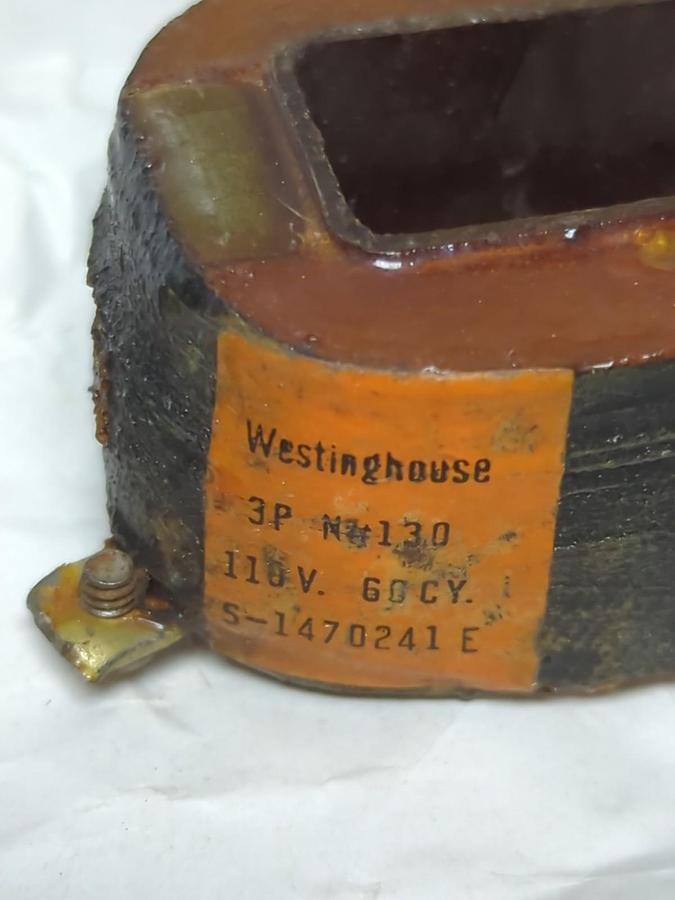 Westinghouse
3P N#130
110V. 60CY.
S-1470241 E